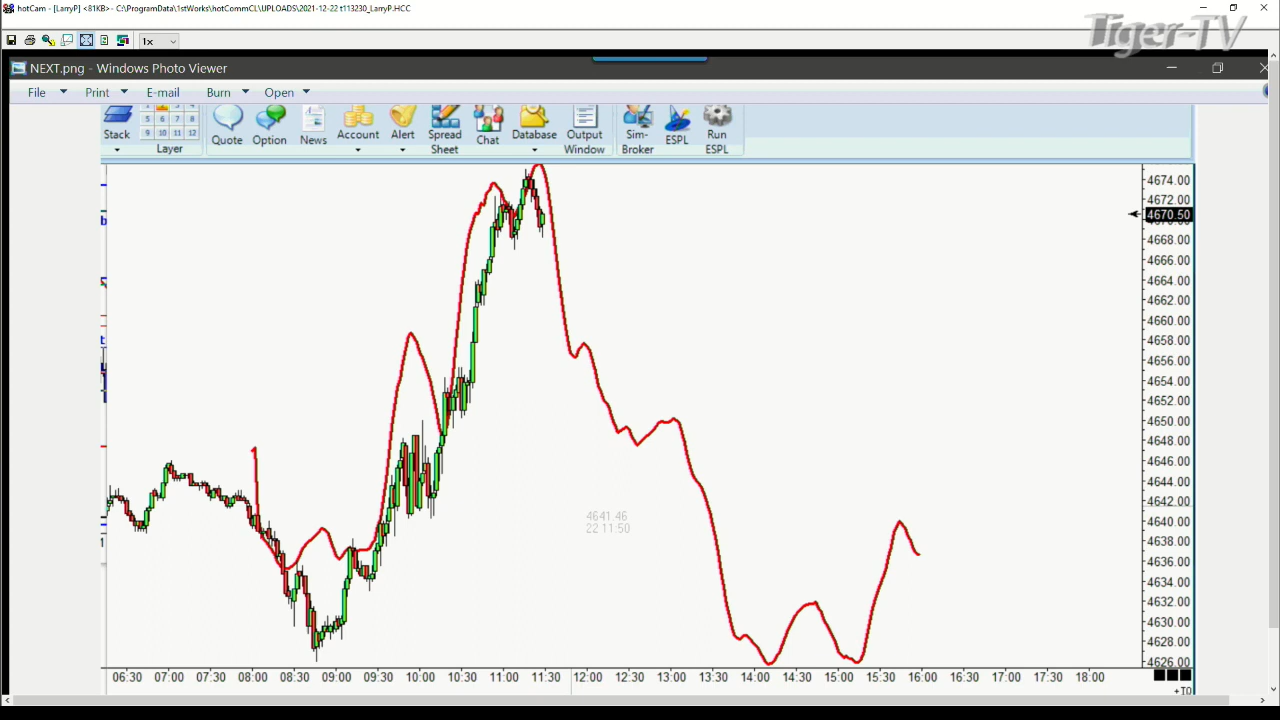 hotCam - [LarryP] <81KB>- C:\ProgramData\1stWorks\hotCommCL\UPLOADS\2021-12-22 t113230_LarryP.HCC
Tiger-TV
1x
NEXT.png - Windows Photo Viewer
File Print E-mail Burn Open
Stack
5 6 7 8
9 10 11 12
Layer
Quote
Option
News
Account
Alert
Spread Sheet
Chat
Database
Output Window
Sim-Broker
ESPL
Run ESPL
4674.00
4672.00
4670.50
4668.00
4666.00
4664.00
4662.00
4660.00
4658.00
4656.00
4654.00
4652.00
4650.00
4648.00
4646.00
4644.00
4642.00
4640.00
4638.00
4636.00
4634.00
4632.00
4630.00
4628.00
4626.00
b
t
1
4641.46
22 11:50
06:30 07:00 07:30 08:00 08:30 09:00 09:30 10:00 10:30 11:00 11:30 12:00 12:30 13:00 13:30 14:00 14:30 15:00 15:30 16:00 16:30 17:00 17:30 18:00
+T0